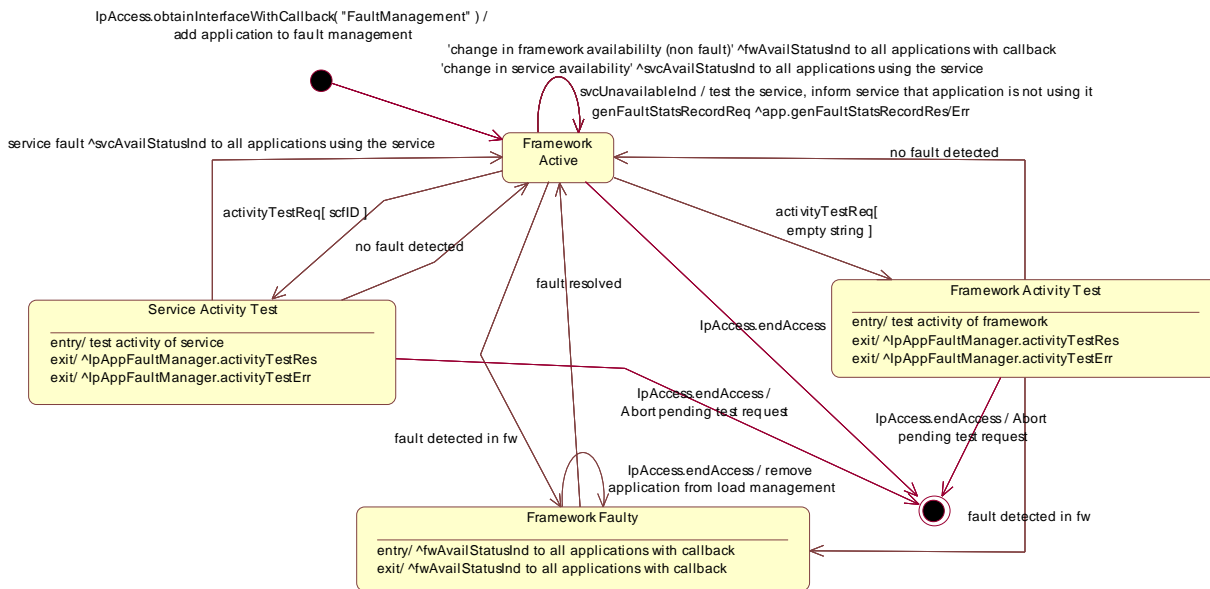 IpAccess.obtainInterfaceWithCallback( "FaultManagement" ) /
add application to fault management
'change in framework availability (non fault)' ^fwAvailStatusInd to all applications with callback
'change in service availability' ^svcAvailStatusInd to all applications using the service
svcUnavailableInd / test the service, inform service that application is not using it
genFaultStatsRecordReq ^app.genFaultStatsRecordRes/Err
service fault ^svcAvailStatusInd to all applications using the service
Framework
Active
no fault detected
activityTestReq[ scfID ]
activityTestReq[
empty string ]
no fault detected
fault resolved
Service Activity Test
entry/ test activity of service
exit/ ^IpAppFaultManager.activityTestRes
exit/ ^IpAppFaultManager.activityTestErr
Framework Activity Test
entry/ test activity of framework
exit/ ^IpAppFaultManager.activityTestRes
exit/ ^IpAppFaultManager.activityTestErr
IpAccess.endAccess
IpAccess.endAccess /
Abort pending test request
IpAccess.endAccess / Abort
pending test request
fault detected in fw
IpAccess.endAccess / remove
application from load management
fault detected in fw
Framework Faulty
entry/ ^fwAvailStatusInd to all applications with callback
exit/ ^fwAvailStatusInd to all applications with callback